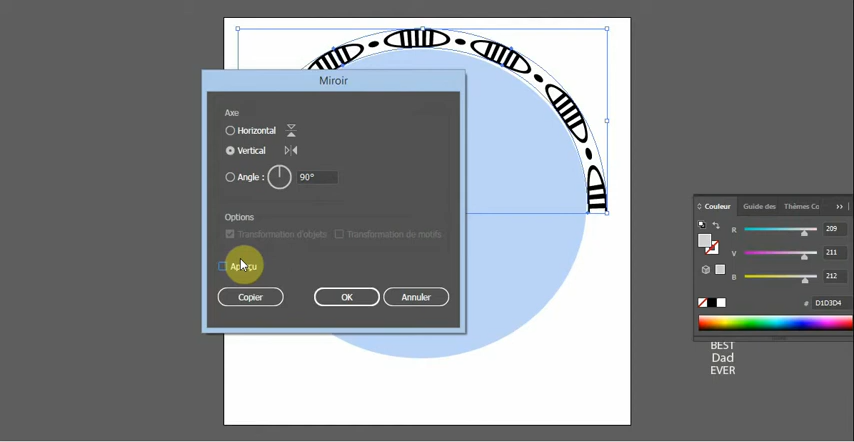 Miroir
Axe
Horizontal
Vertical
Angle : 90°
Options
Transformation d'objets Transformation de motifs
Aperçu
Copier OK Annuler
Couleur Guide des Thèmes Co
R 209
V 211
B 212
# D1D3D4
BEST
Dad
EVER